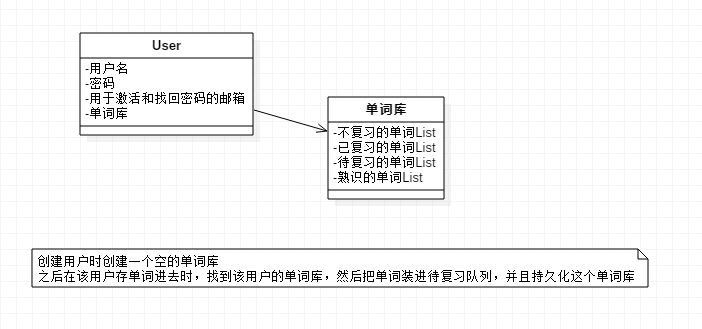 User
-用户名
-密码
-用于激活和找回密码的邮箱
-单词库
单词库
-不复习的单词List
-已复习的单词List
-待复习的单词List
-熟识的单词List
创建用户时创建一个空的单词库
之后在该用户存单词进去时，找到该用户的单词库，然后把单词装进待复习队列，并且持久化这个单词库